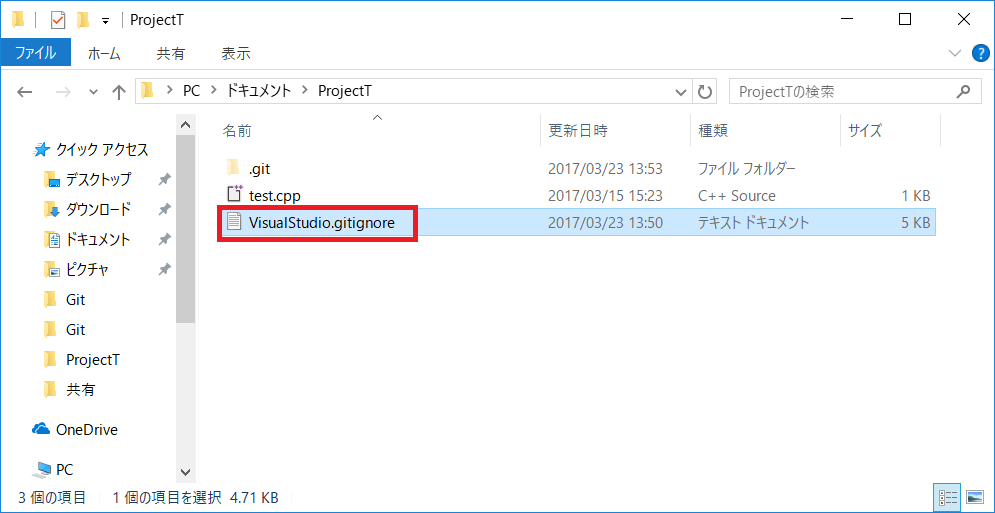 ProjectT
ファイル ホーム 共有 表示
PC ドキュメント ProjectT ProjectTの検索
名前 更新日時 種類 サイズ
クイック アクセス
デスクトップ
ダウンロード
ドキュメント
ピクチャ
Git
Git
ProjectT
共有
OneDrive
PC
.git 2017/03/23 13:53 ファイル フォルダー
test.cpp 2017/03/15 15:23 C++ Source 1 KB
VisualStudio.gitignore 2017/03/23 13:50 テキスト ドキュメント 5 KB
3 個の項目 1 個の項目を選択 4.71 KB